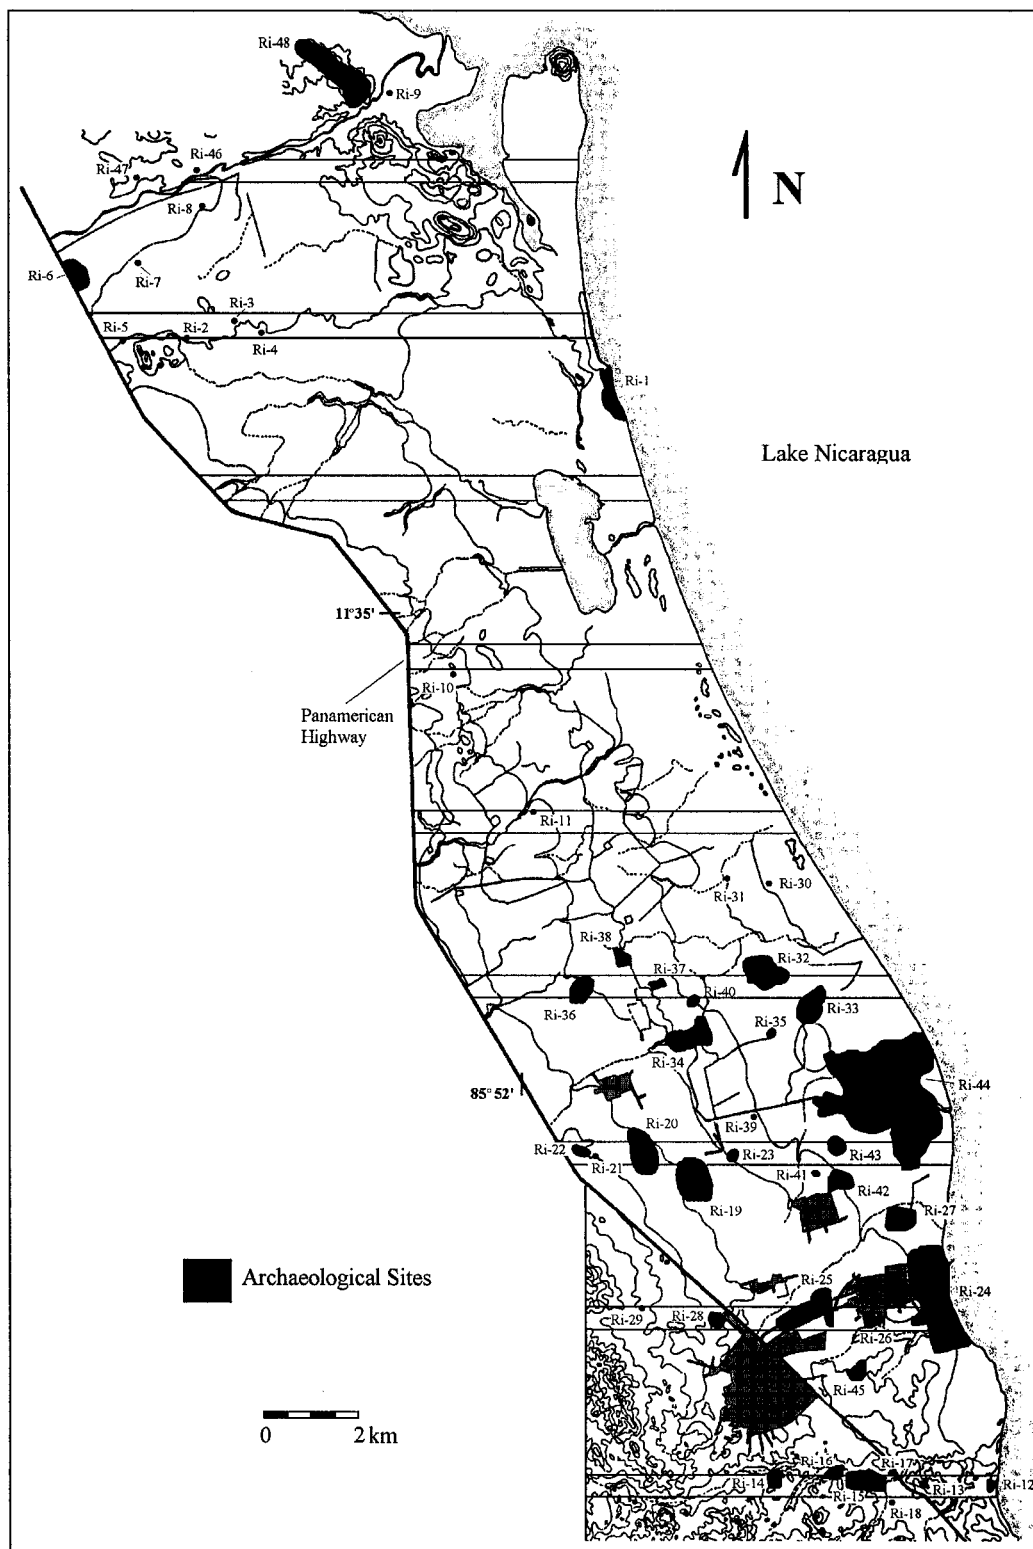 Ri-48
Ri-9
Ri-46
Ri-47
N
Ri-8
Ri-6
Ri-7
Ri-3
Ri-5
Ri-2
Ri-4
Ri-1
Lake Nicaragua
11°35'
Ri-10
Panamerican
Highway
Ri-11
Ri-31
Ri-30
Ri-38
Ri-32
Ri-37
Ri-40
Ri-36
Ri-33
Ri-35
Ri-34
Ri-44
85°52'
Ri-39
Ri-20
Ri-22
Ri-23
Ri-43
Ri-21
Ri-41
Ri-42
Ri-19
Ri-27
Archaeological Sites
Ri-25
Ri-24
Ri-29
Ri-28
Ri-26
Ri-45
0 2 km
Ri-16
Ri-17
Ri-14
Ri-15
Ri-13
Ri-12
Ri-18